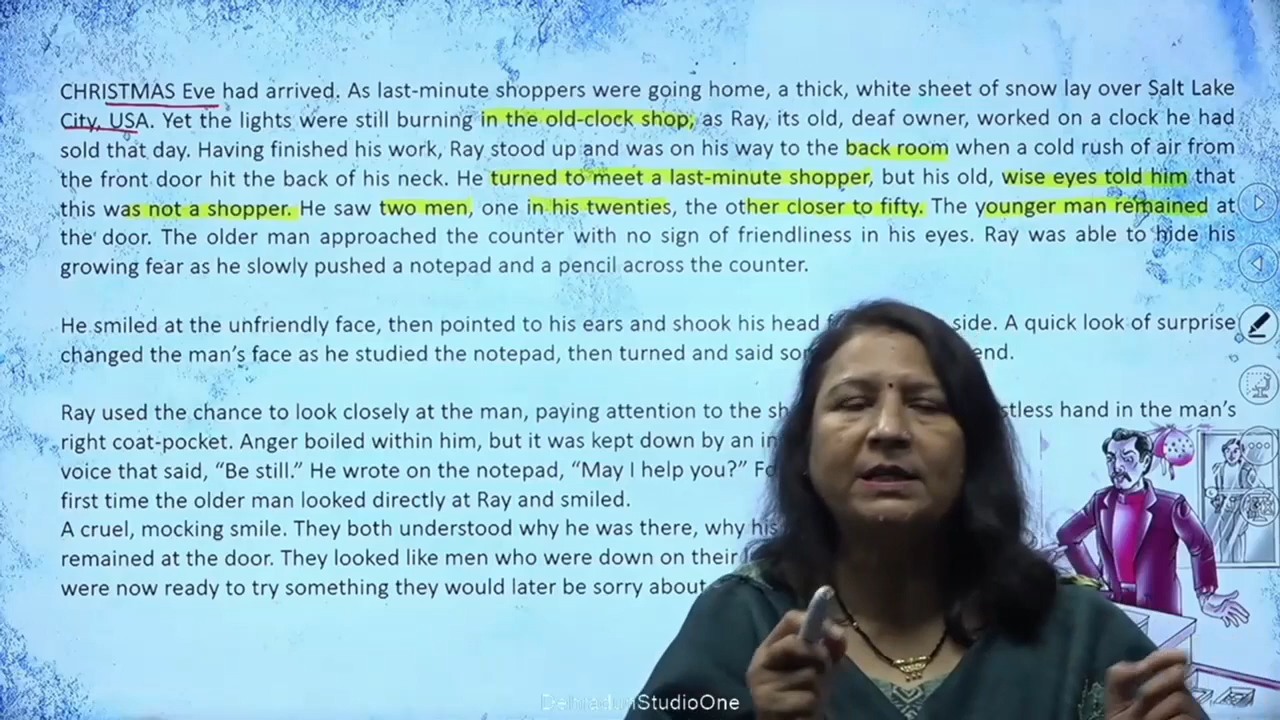 CHRISTMAS Eve had arrived. As last-minute shoppers were going home, a thick, white sheet of snow lay over Salt Lake
City, USA. Yet the lights were still burning in the old-clock shop, as Ray, its old, deaf owner, worked on a clock he had
sold that day. Having finished his work, Ray stood up and was on his way to the back room when a cold rush of air from
the front door hit the back of his neck. He turned to meet a last-minute shopper, but his old, wise eyes told him that
this was not a shopper. He saw two men, one in his twenties, the other closer to fifty. The younger man remained at
the door. The older man approached the counter with no sign of friendliness in his eyes. Ray was able to hide his
growing fear as he slowly pushed a notepad and a pencil across the counter.
He smiled at the unfriendly face, then pointed to his ears and shook his head side. A quick look of surprise
changed the man's face as he studied the notepad, then turned and said
Ray used the chance to look closely at the man, paying attention to the hand in the man's
right coat-pocket. Anger boiled within him, but it was kept down by an
voice that said, "Be still." He wrote on the notepad, "May I help you?"
first time the older man looked directly at Ray and smiled.
A cruel, mocking smile. They both understood why he was there, why his
remained at the door. They looked like men who were down on their
were now ready to try something they would later be sorry about